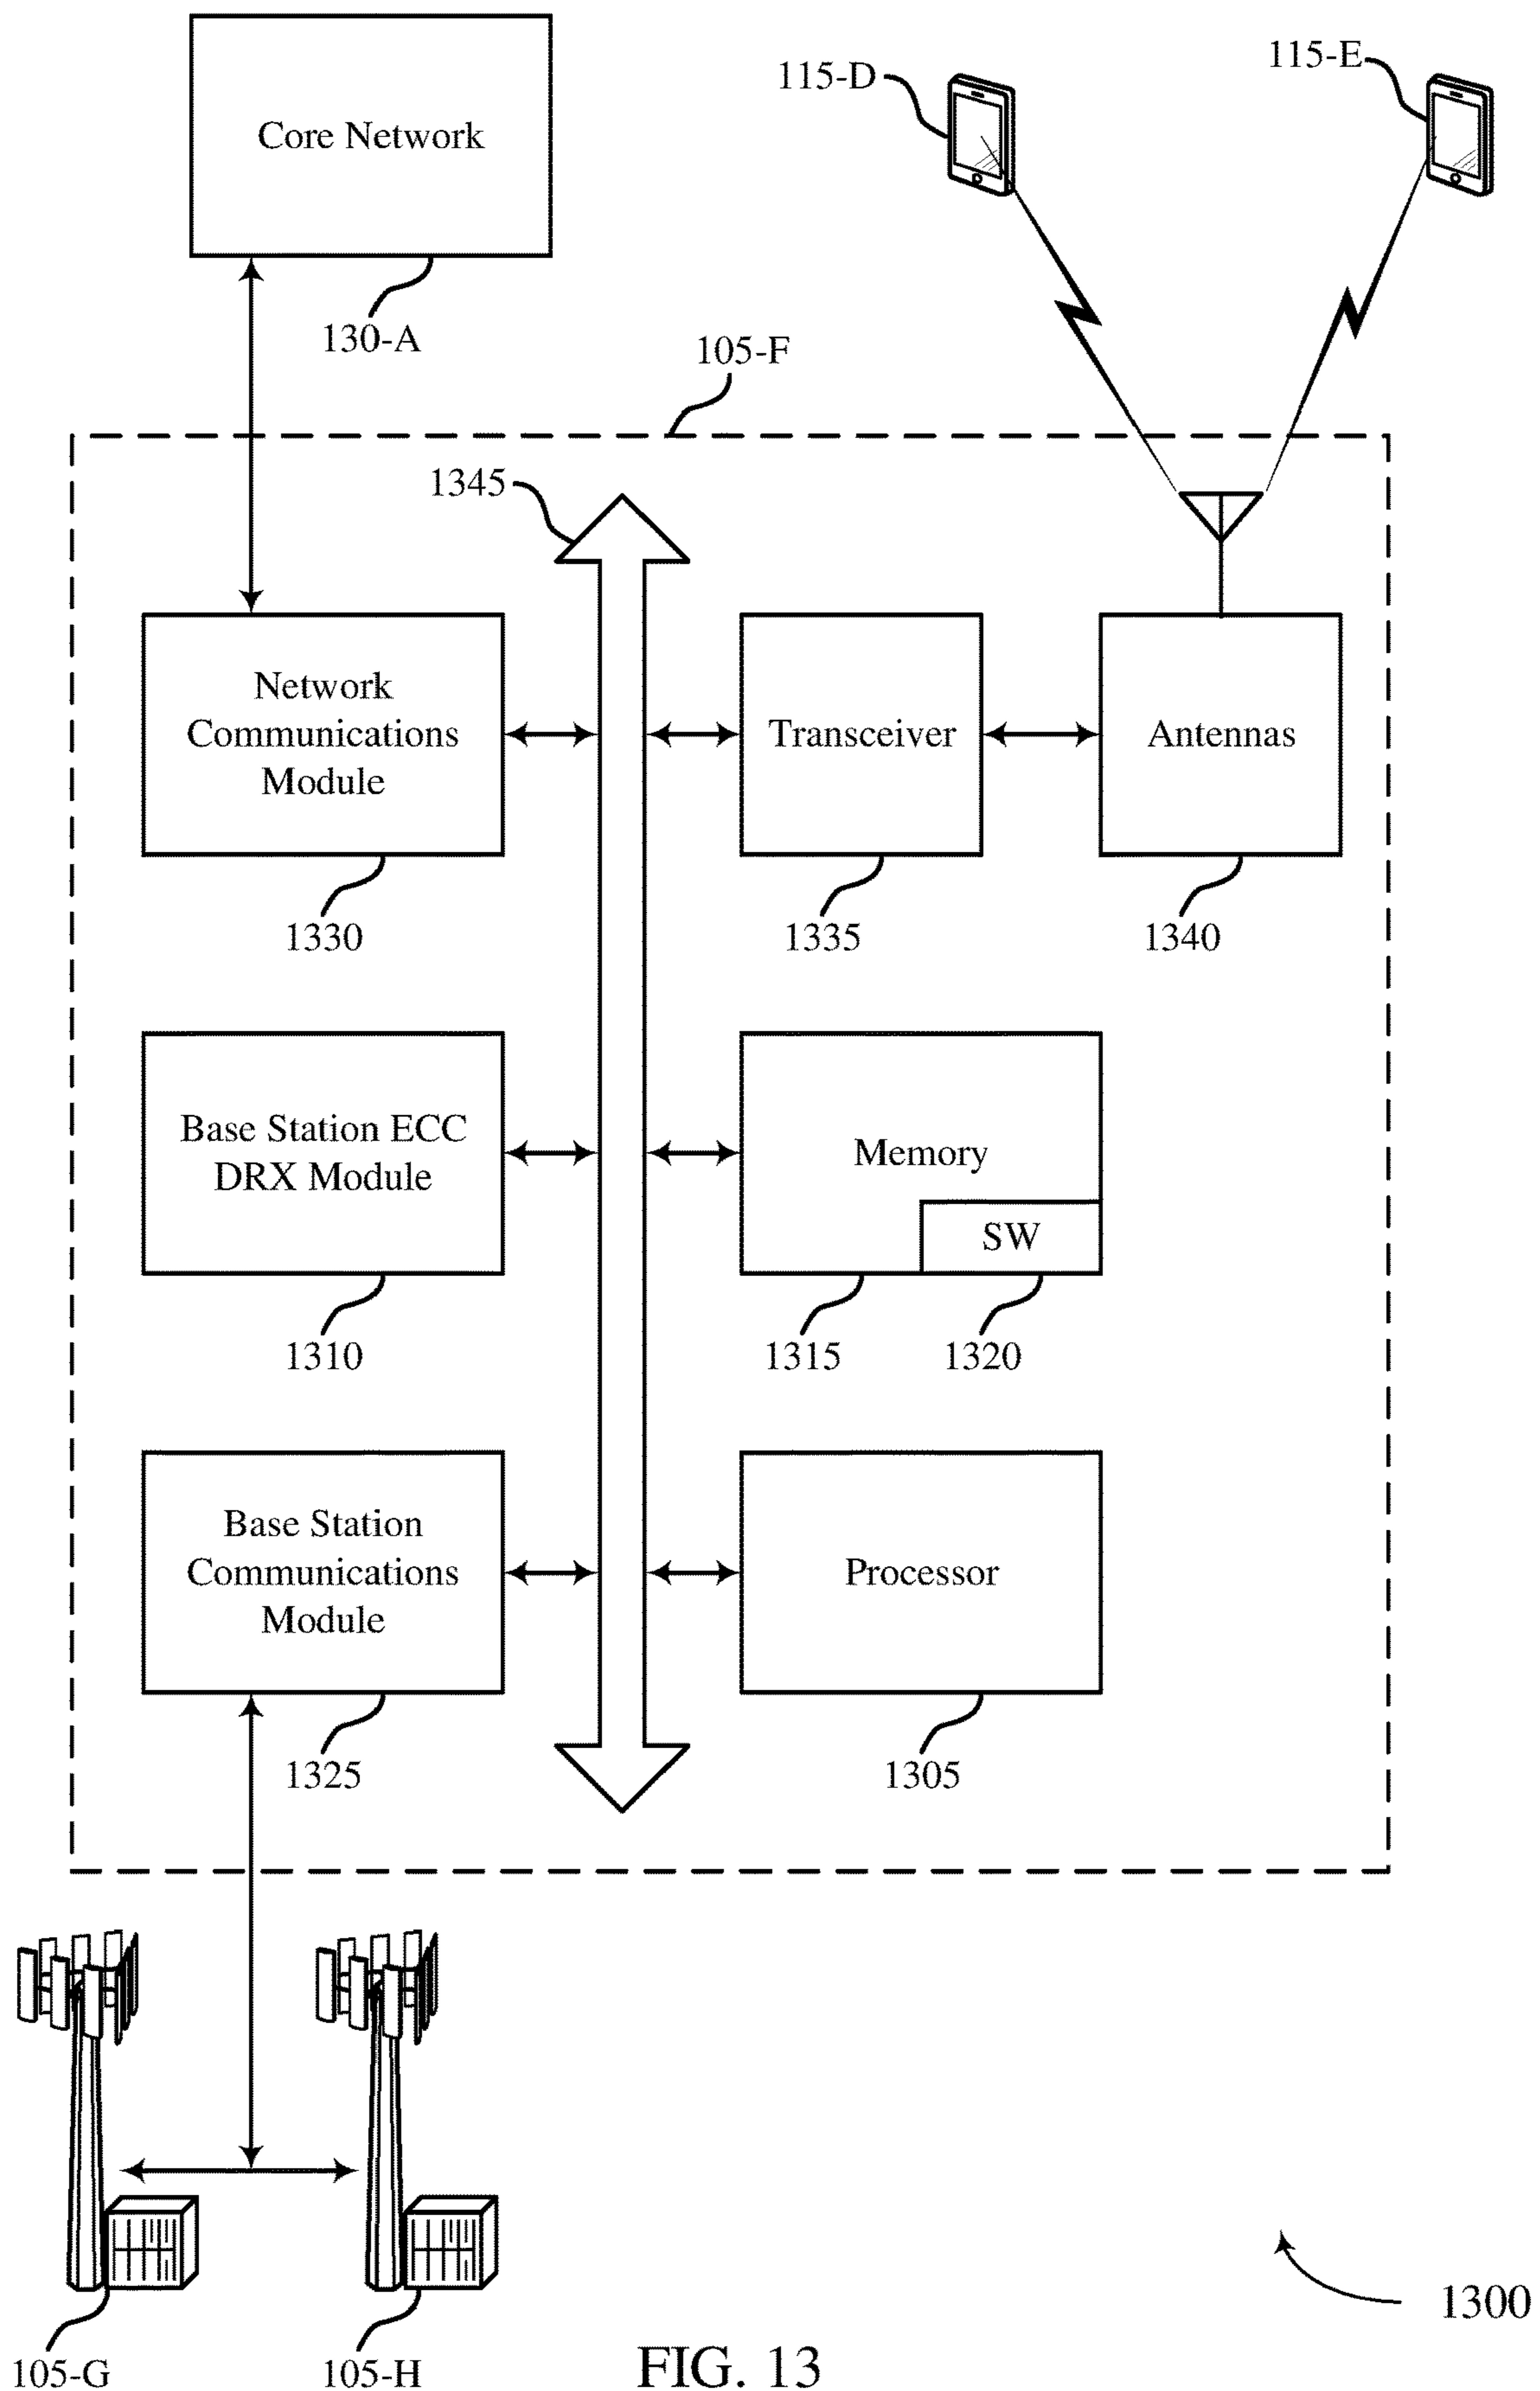 Core Network
130-A
115-D
115-E
105-F
1345
Network
Communications
Module
1330
Transceiver
1335
Antennas
1340
Base Station ECC
DRX Module
1310
Memory
SW
1315
1320
Base Station
Communications
Module
1325
Processor
1305
105-G
105-H
1300
FIG. 13